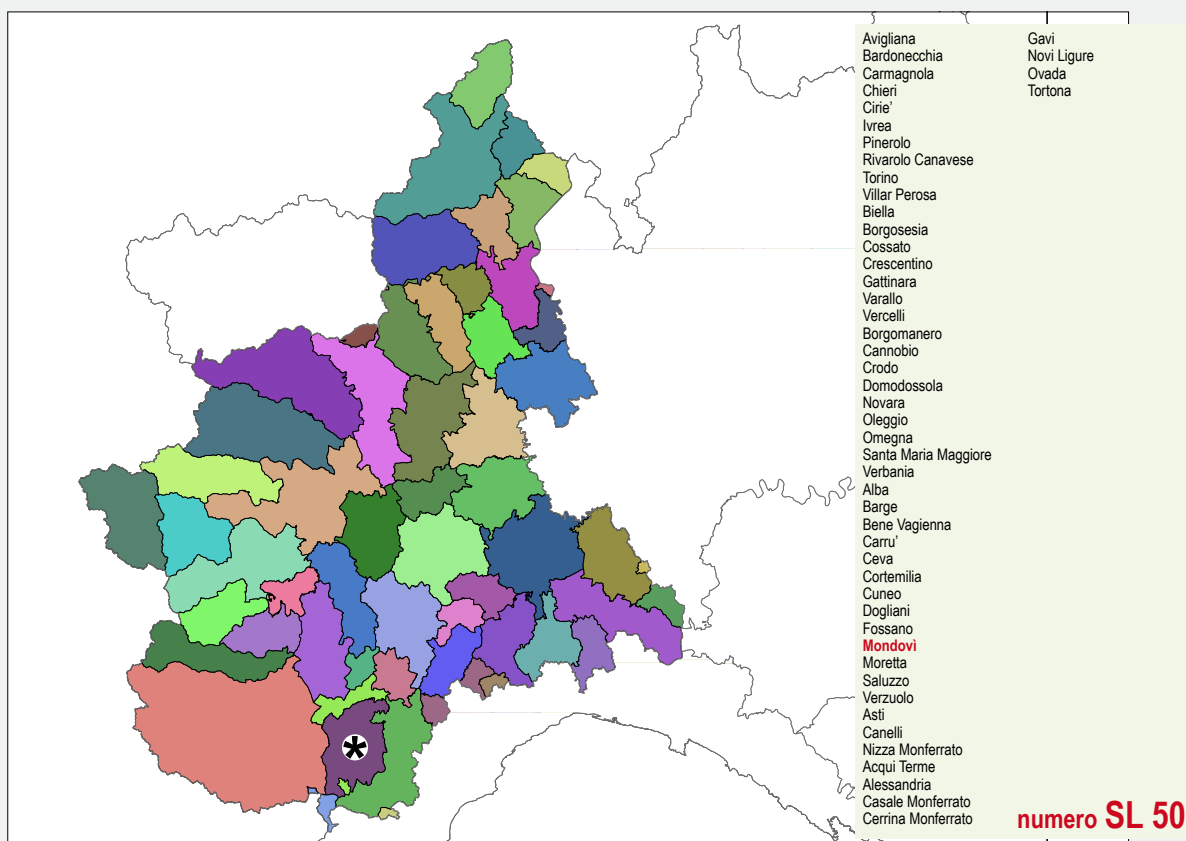 Avigliana
Bardonecchia
Carmagnola
Chieri
Cirie'
Ivrea
Pinerolo
Rivarolo Canavese
Torino
Villar Perosa
Biella
Borgosesia
Cossato
Crescentino
Gattinara
Varallo
Vercelli
Borgomanero
Cannobio
Crodo
Domodossola
Novara
Oleggio
Omegna
Santa Maria Maggiore
Verbania
Alba
Barge
Bene Vagienna
Carru'
Ceva
Cortemilia
Cuneo
Dogliani
Fossano
Mondovì
Moretta
Saluzzo
Verzuolo
Asti
Canelli
Nizza Monferrato
Acqui Terme
Alessandria
Casale Monferrato
Cerrina Monferrato
Gavi
Novi Ligure
Ovada
Tortona
numero SL 50